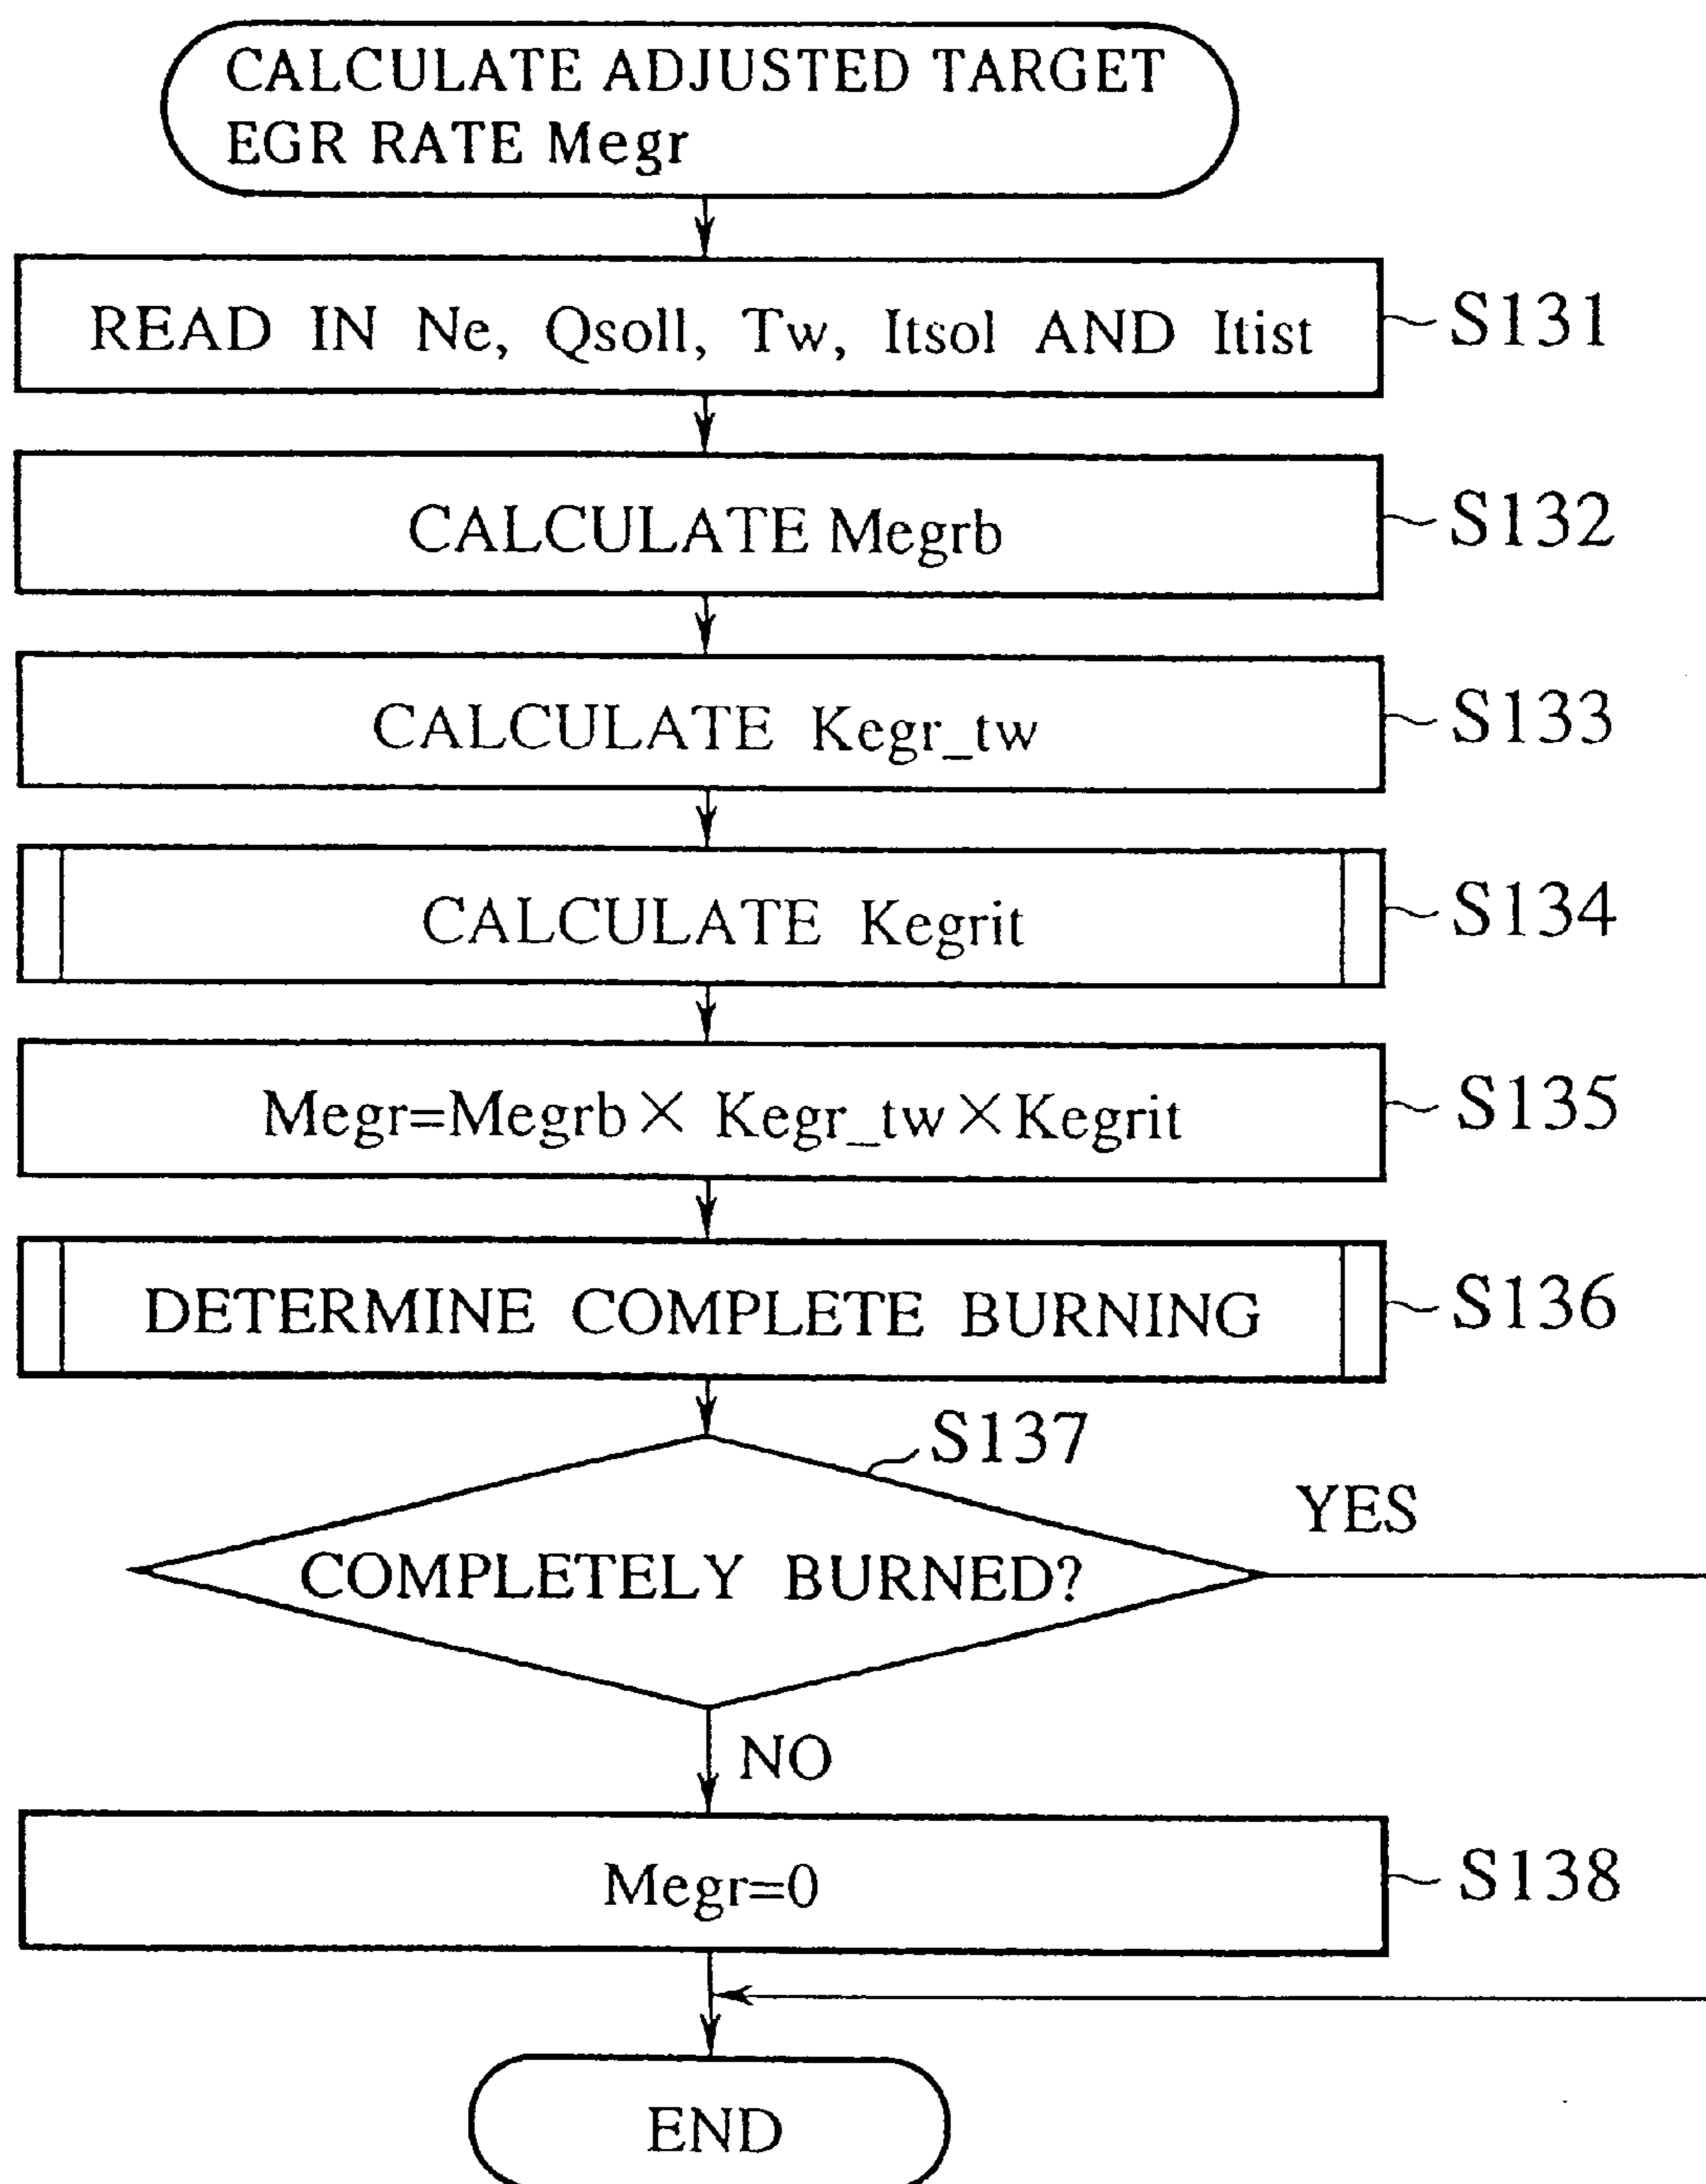 CALCULATE ADJUSTED TARGET
EGR RATE Megr
READ IN Ne, Qsoll, Tw, Itsol AND Itist
S131
CALCULATE Megrb
S132
CALCULATE Kegr_tw
S133
CALCULATE Kegrit
S134
Megr=Megrb× Kegr_tw×Kegrit
S135
DETERMINE COMPLETE BURNING
S136
S137
YES
COMPLETELY BURNED?
NO
Megr=0
S138
END